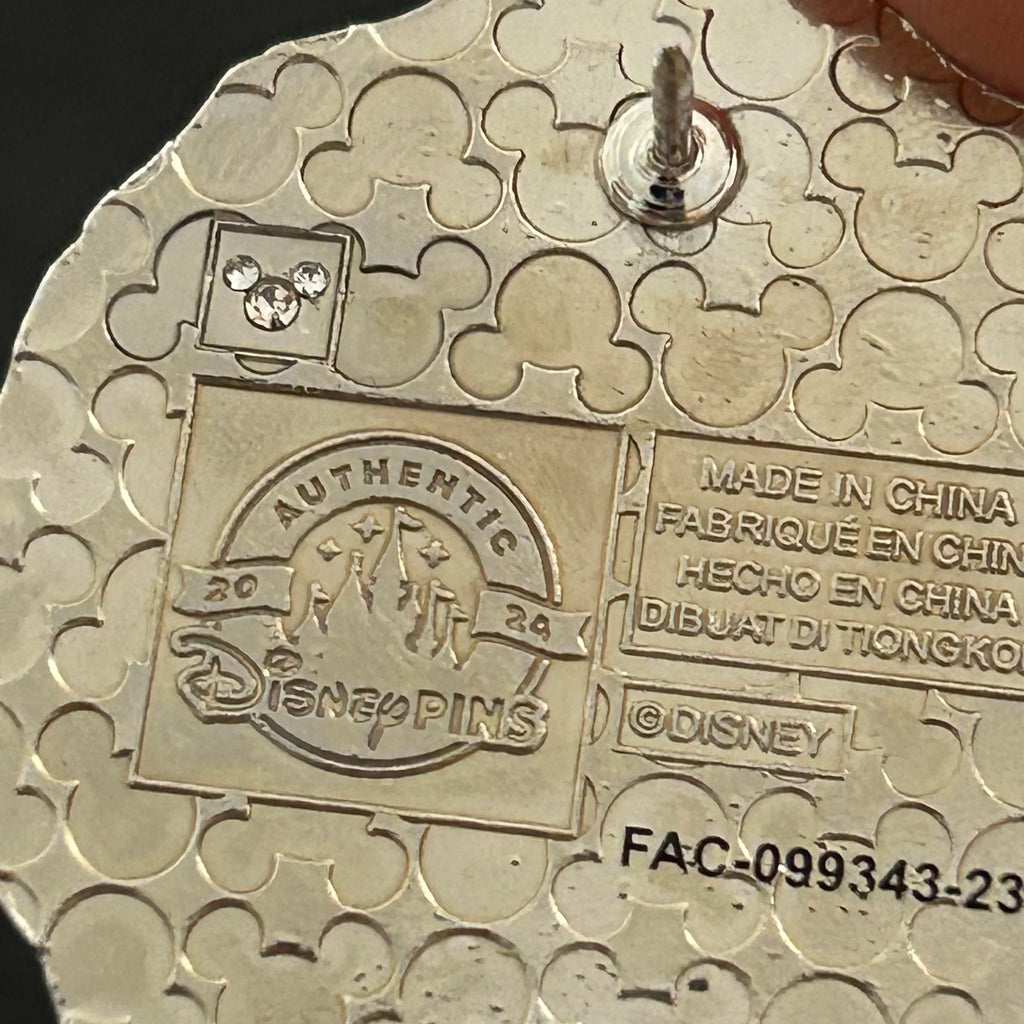 AUTHENTIC
20 24
DISNEY PINS
MADE IN CHINA
FABRIQUÉ EN CHIN
HECHO EN CHINA
DIBUAT DI TIONGKO
©DISNEY
FAC-099343-23